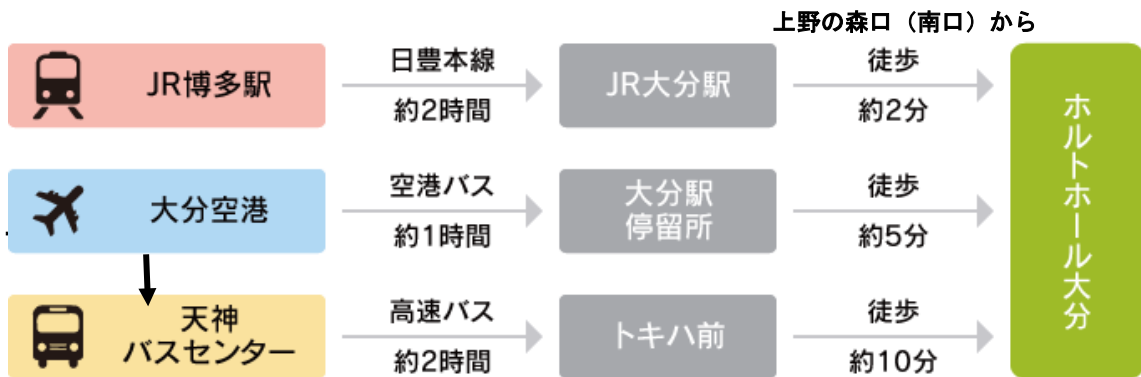 上野の森口（南口）から
JR博多駅
日豊本線
約2時間
JR大分駅
徒歩
約2分
大分空港
空港バス
約1時間
大分駅
停留所
徒歩
約5分
天神
バスセンター
高速バス
約2時間
トキハ前
徒歩
約10分
ホルトホール大分